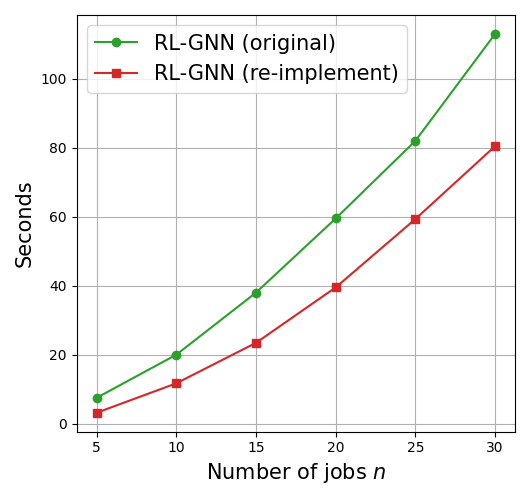 RL-GNN (original)
RL-GNN (re-implement)
Seconds
100
80
60
40
20
0
5 10 15 20 25 30
Number of jobs n